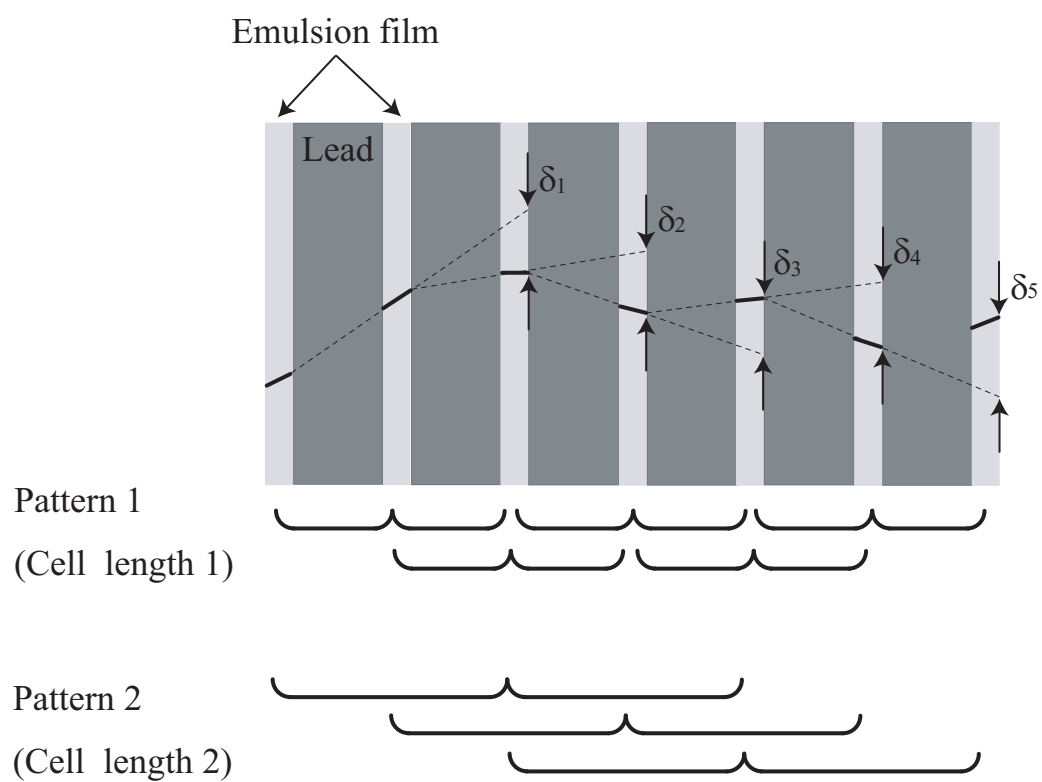 Emulsion film
Lead
δ1
δ2
δ3
δ4
δ5
Pattern 1
(Cell length 1)
Pattern 2
(Cell length 2)